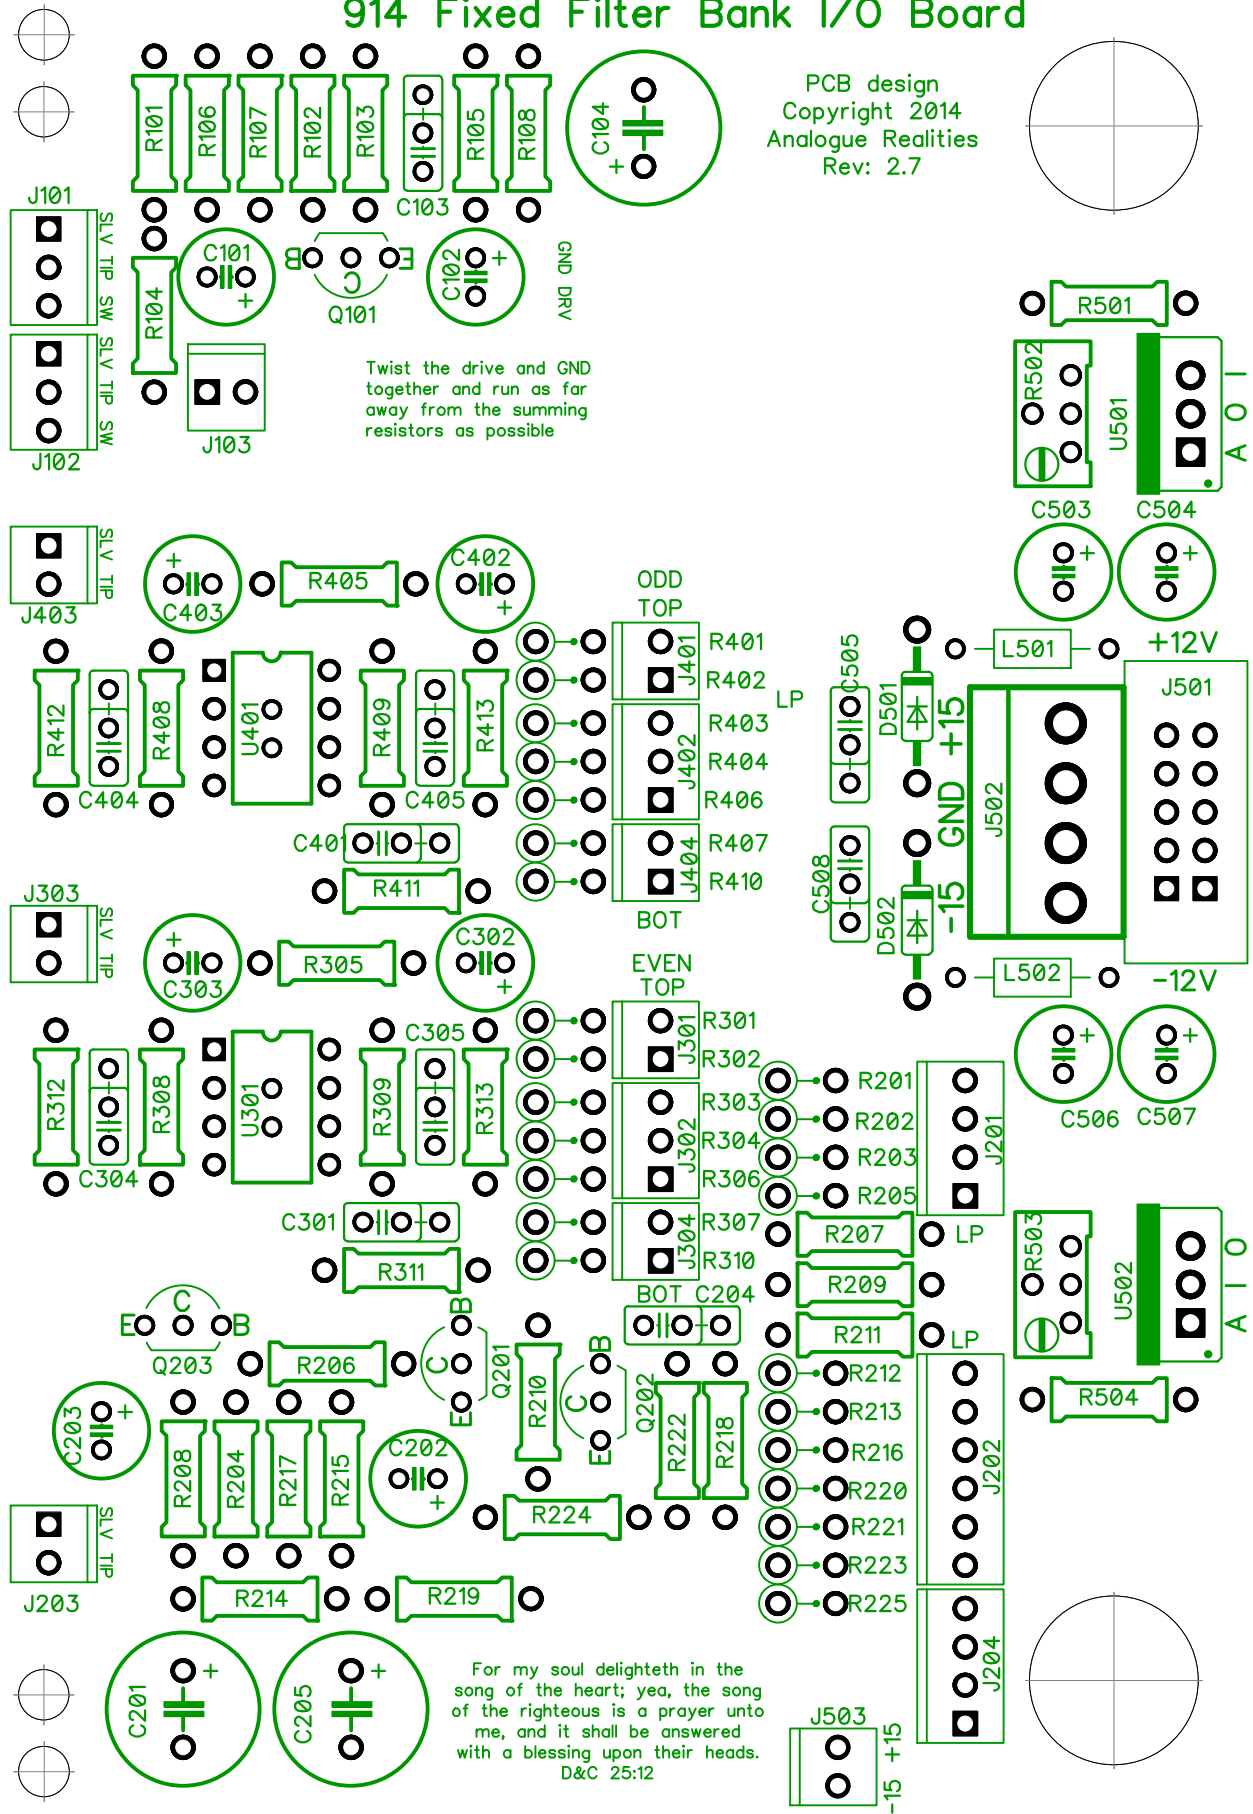 914 Fixed Filter Bank I/O Board
PCB design
Copyright 2014
Analogue Realities
Rev: 2.7
R101
R106
R107
R102
R103
C103
R105
R108
C104
+
J101
SLV TIP SW
R104
C101
+
B
C
E
Q101
C102
+
GND DRV
J102
SLV TIP SW
J103
Twist the drive and GND
together and run as far
away from the summing
resistors as possible
R501
R502
U501
I
O
A
C503
+
C504
+
J403
SLV TIP
C403
+
R405
C402
+
ODD
TOP
R401
R402
J401
R403
R404
R406
J402
R407
R410
J404
BOT
LP
R412
C404
R408
U401
R409
C405
R413
C401
R411
C505
D501
+15
GND
-15
J502
L501
+12V
J501
C508
D502
L502
-12V
C506
+
C507
+
J303
SLV TIP
C303
+
R305
C302
+
EVEN
TOP
R301
R302
J301
R303
R304
R306
J302
R307
R310
J304
BOT
R312
C304
R308
U301
R309
C305
R313
C301
R311
R201
R202
R203
R205
J201
R207
LP
R209
R211
LP
R503
U502
O
I
A
R504
E
C
B
Q203
R206
B
C
E
Q201
R210
B
C
E
Q202
C204
R222
R218
R212
R213
R216
R220
R221
R223
R225
J202
J204
C203
+
R208
R204
R217
R215
C202
+
R224
J203
SLV TIP
R214
R219
C201
+
C205
+
For my soul delighteth in the
song of the heart; yea, the song
of the righteous is a prayer unto
me, and it shall be answered
with a blessing upon their heads.
D&C 25:12
J503
+15
-15